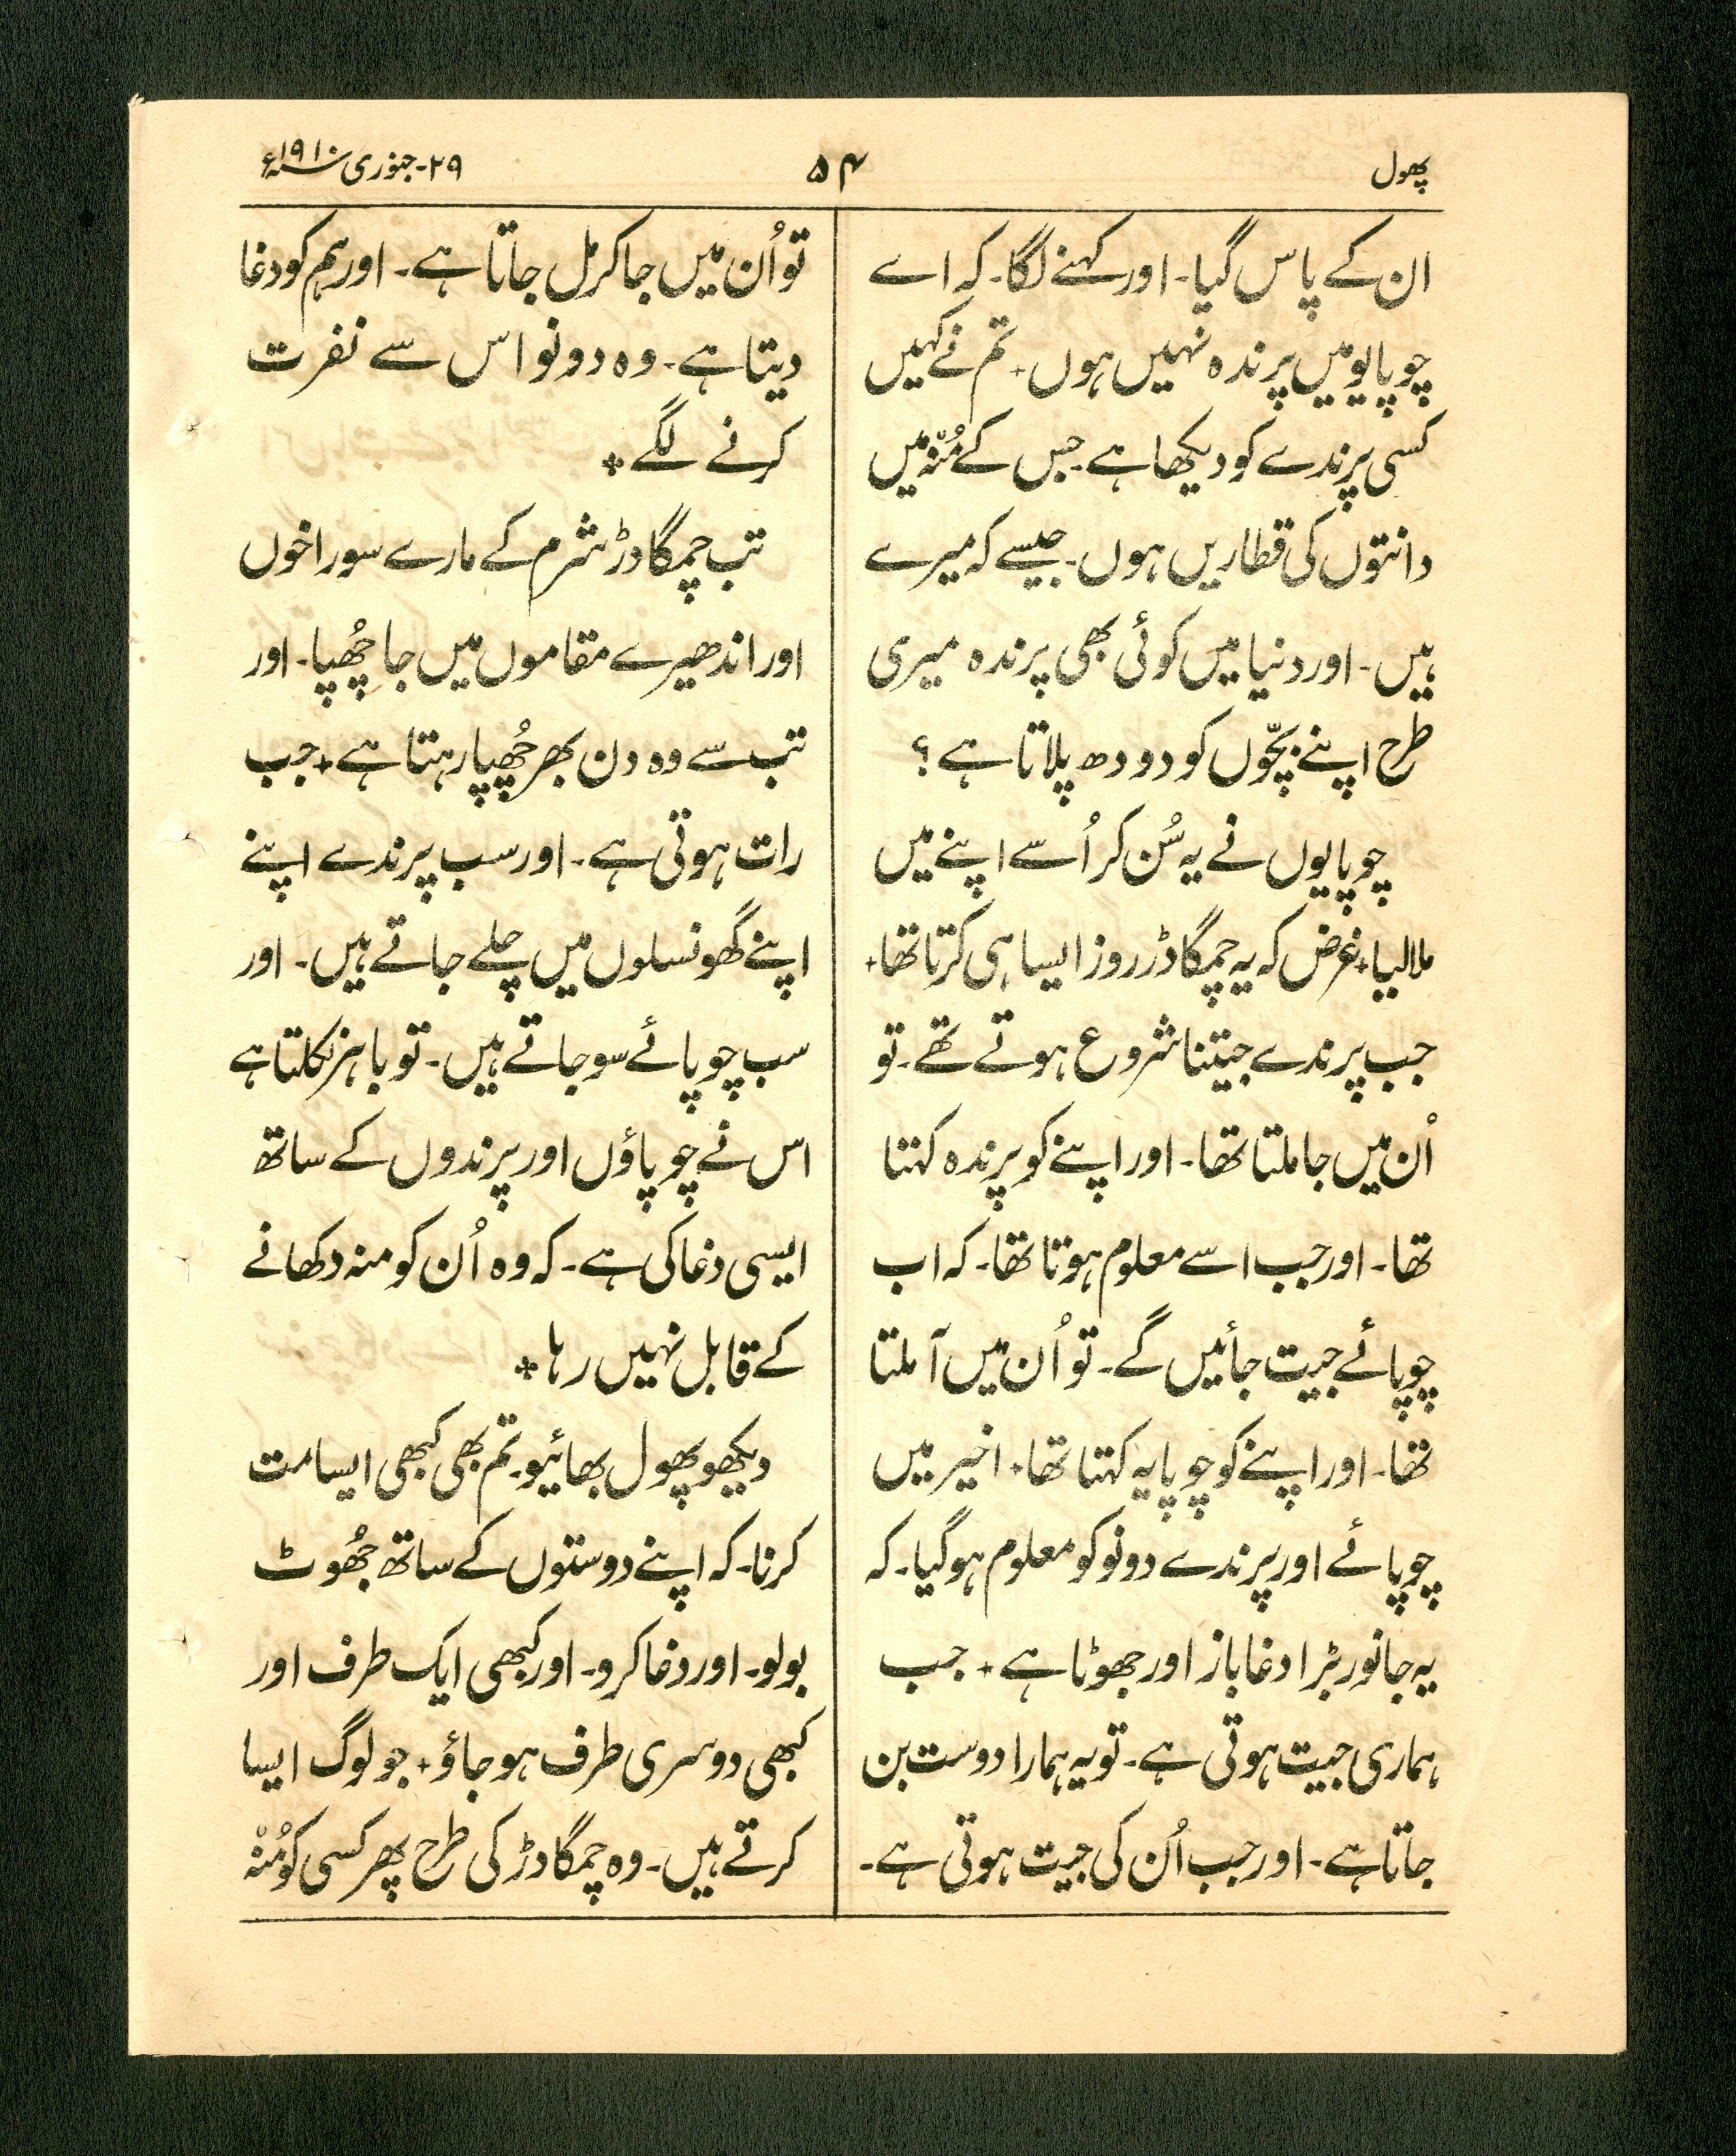 پھول
۵۴
۲۹-جنوری سنہ ۱۹۱۰ء
ان کے پاس گیا۔ اور کہنے لگا۔ کہ اے
چوپایو میں پرندہ نہیں ہوں + تم نے کہیں
کسی پرندے کو دیکھا ہے۔ جس کے مُنْہ میں
دانتوں کی قطاریں ہوں۔ جیسے کہ میرے
ہیں۔ اور دنیا میں کوئی بھی پرندہ میری
طرح اپنے بچّوں کو دودھ پلاتا ہے؟
چوپایوں نے یہ سُن کر اُسے اپنے میں
ملا لیا + غرض کہ یہ چمگادڑ روز ایسا ہی کرتا تھا +
جب پرندے جیتنا شروع ہوتے تھے۔ تو
اُن میں جا ملتا تھا۔ اور اپنے کو پرندہ کہتا
تھا۔ اور جب اسے معلوم ہوتا تھا۔ کہ اب
چوپائے جیت جائیں گے۔ تو اُن میں آ ملتا
تھا۔ اور اپنے کو چوپایہ کہتا تھا + اخیر میں
چوپائے اور پرندے دونو کو معلوم ہوگیا۔ کہ
یہ جانور بڑا دغا باز اور جھوٹا ہے + جب
ہماری جیت ہوتی ہے۔ تو یہ ہمارا دوست بن
جاتا ہے۔ اور جب اُن کی جیت ہوتی ہے۔
تو اُن میں جا کر مل جاتا ہے۔ اور ہم کو دغا
دیتا ہے۔ وہ دونو اس سے نفرت
کرنے لگے +
تب چمگادڑ شرم کے مارے سوراخوں
اور اندھیرے مقاموں میں جا چُھپا۔ اور
تب سے وہ دن بھر چُھپا رہتا ہے + جب
رات ہوتی ہے۔ اور سب پرندے اپنے
اپنے گھونسلوں میں چلے جاتے ہیں۔ اور
سب چوپائے سو جاتے ہیں۔ تو باہر نکلتا ہے
اس نے چوپاؤں اور پرندوں کے ساتھ
ایسی دغا کی ہے۔ کہ وہ اُن کو منہ دکھانے
کے قابل نہیں رہا +
دیکھو پھول بھائیو۔ تم بھی کبھی ایسا مت
کرنا۔ کہ اپنے دوستوں کے ساتھ جُھوٹ
بولو۔ اور دغا کرو۔ اور کبھی ایک طرف اور
کبھی دوسری طرف ہو جاؤ + جو لوگ ایسا
کرتے ہیں۔ وہ چمگادڑ کی طرح پھر کسی کو مُنْہ